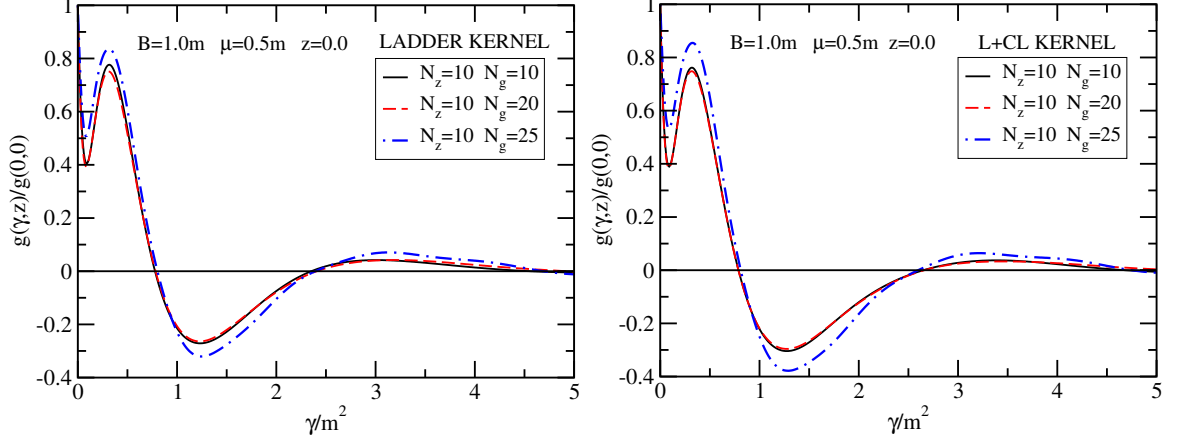 B=1.0m μ=0.5m z=0.0
LADDER KERNEL
N_z=10 N_g=10
N_z=10 N_g=20
N_z=10 N_g=25
g(γ,z)/g(0,0)
1
0.8
0.6
0.4
0.2
0
-0.2
-0.4
0 1 2 3 4 5
γ/m²
B=1.0m μ=0.5m z=0.0
L+CL KERNEL
N_z=10 N_g=10
N_z=10 N_g=20
N_z=10 N_g=25
g(γ,z)/g(0,0)
1
0.8
0.6
0.4
0.2
0
-0.2
-0.4
0 1 2 3 4 5
γ/m²